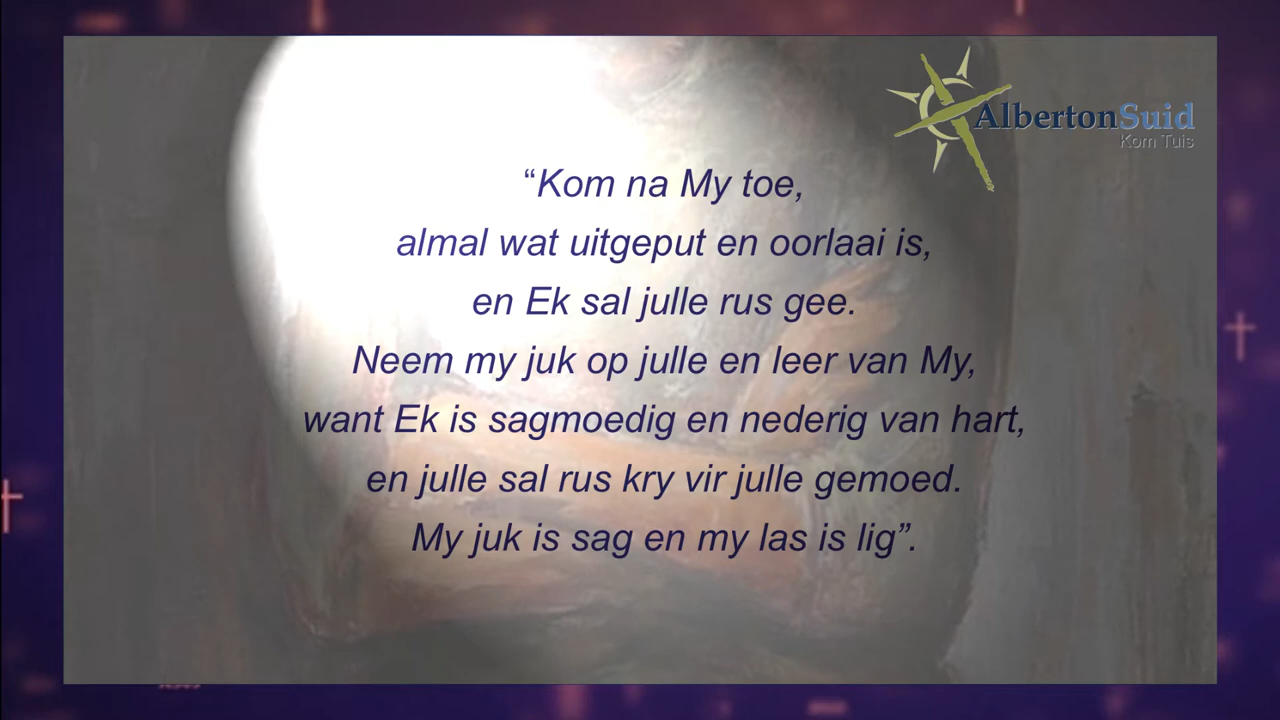 AlbertonSuid
Kom Tuis
“Kom na My toe,
almal wat uitgeput en oorlaai is,
en Ek sal julle rus gee.
Neem my juk op julle en leer van My,
want Ek is sagmoedig en nederig van hart,
en julle sal rus kry vir julle gemoed.
My juk is sag en my las is lig”.